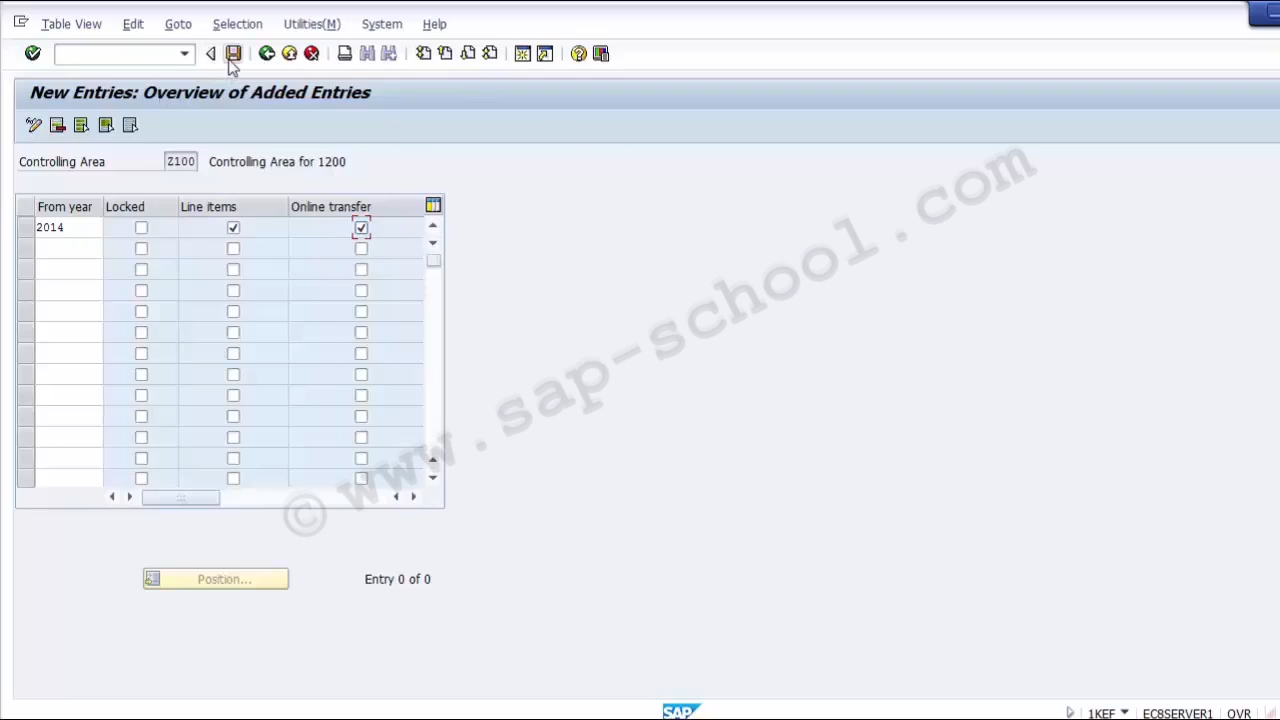 Table View Edit Goto Selection Utilities(M) System Help
New Entries: Overview of Added Entries
Controlling Area Z100 Controlling Area for 1200
From year Locked Line items Online transfer
2014
© www.sap-school.com
Position... Entry 0 of 0
SAP 1KEF EC8SERVER1 OVR